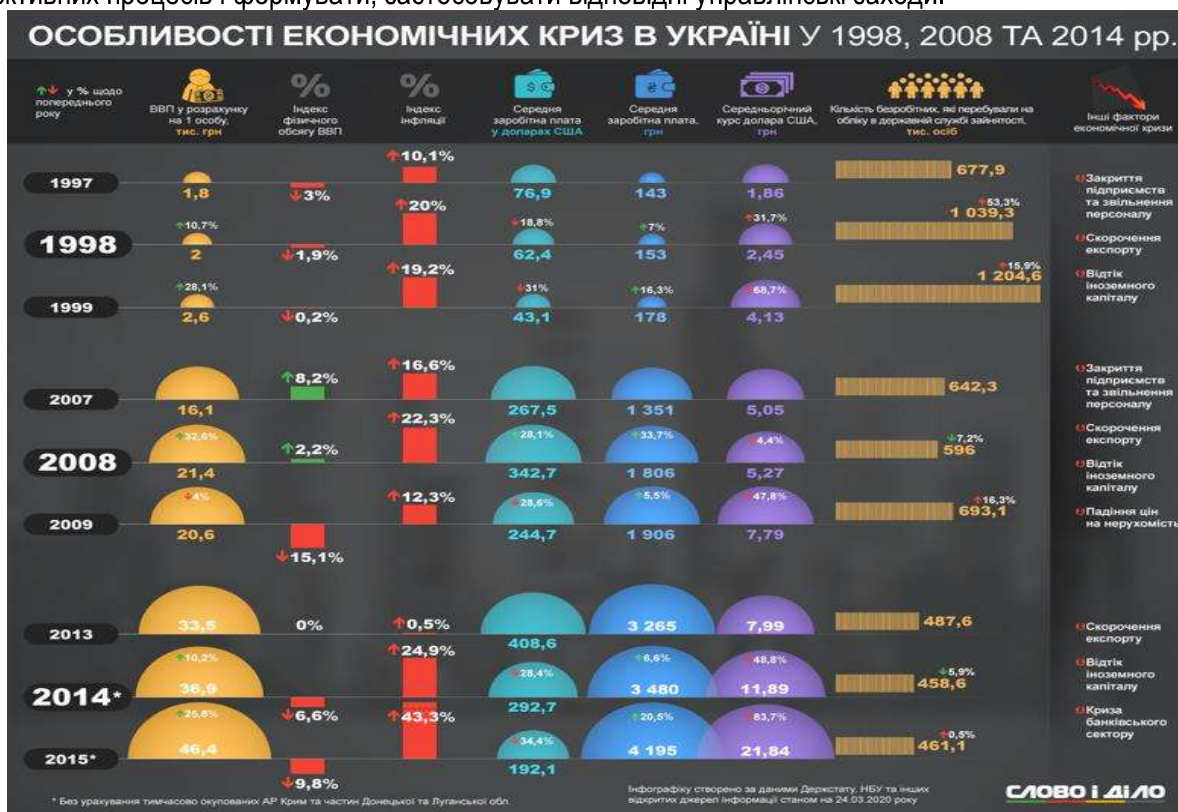 ективних процесів і формувати, застосовувати відповідні управлінські заходи.
ОСОБЛИВОСТІ ЕКОНОМІЧНИХ КРИЗ В УКРАЇНІ У 1998, 2008 ТА 2014 рр.
↑↓ у % щодо
попереднього
року
ВВП у розрахунку
на 1 особу,
тис. грн
%
Індекс
фізичного
обсягу ВВП
%
Індекс
інфляції
Середня
заробітна плата
у доларах США
Середня
заробітна плата,
грн
Середньорічний
курс долара США,
грн
Кількість безробітних, які перебували на
обліку в державній службі зайнятості,
тис. осіб
Інші фактори
економічної кризи
1997
1,8
↓3%
↑10,1%
76,9
143
1,86
677,9
1998
↑10,7%
2
↓1,9%
↑20%
↓18,8%
62,4
↑7%
153
↑31,7%
2,45
↑53,3%
1 039,3
1999
↑28,1%
2,6
↓0,2%
↑19,2%
↓31%
43,1
↑16,3%
178
↑68,7%
4,13
↑15,9%
1 204,6
Закриття
підприємств
та звільнення
персоналу
Скорочення
експорту
Відтік
іноземного
капіталу
2007
16,1
↑8,2%
↑16,6%
267,5
1 351
5,05
642,3
2008
↑32,6%
21,4
↑2,2%
↑22,3%
↑28,1%
342,7
↑33,7%
1 806
↑4,4%
5,27
↓7,2%
596
2009
↓4%
20,6
↓15,1%
↑12,3%
↓28,6%
244,7
↑5,5%
1 906
↑47,8%
7,79
↑16,3%
693,1
Закриття
підприємств
та звільнення
персоналу
Скорочення
експорту
Відтік
іноземного
капіталу
Падіння цін
на нерухомість
2013
33,5
0%
↑0,5%
408,6
3 265
7,99
487,6
2014*
↑10,2%
36,9
↓6,6%
↑24,9%
↓28,4%
292,7
↑6,6%
3 480
↑48,8%
11,89
↓5,9%
458,6
2015*
↑25,8%
46,4
↓9,8%
↑43,3%
↓34,4%
192,1
↑20,5%
4 195
↑83,7%
21,84
↑0,5%
461,1
Скорочення
експорту
Відтік
іноземного
капіталу
Криза
банківського
сектору
* Без урахування тимчасово окупованих АР Крим та частин Донецької та Луганської обл.
Інфографіку створено за даними Держстату, НБУ та інших
відкритих джерел інформації станом на 24.03.2020 року
СЛОВО і ДІЛО